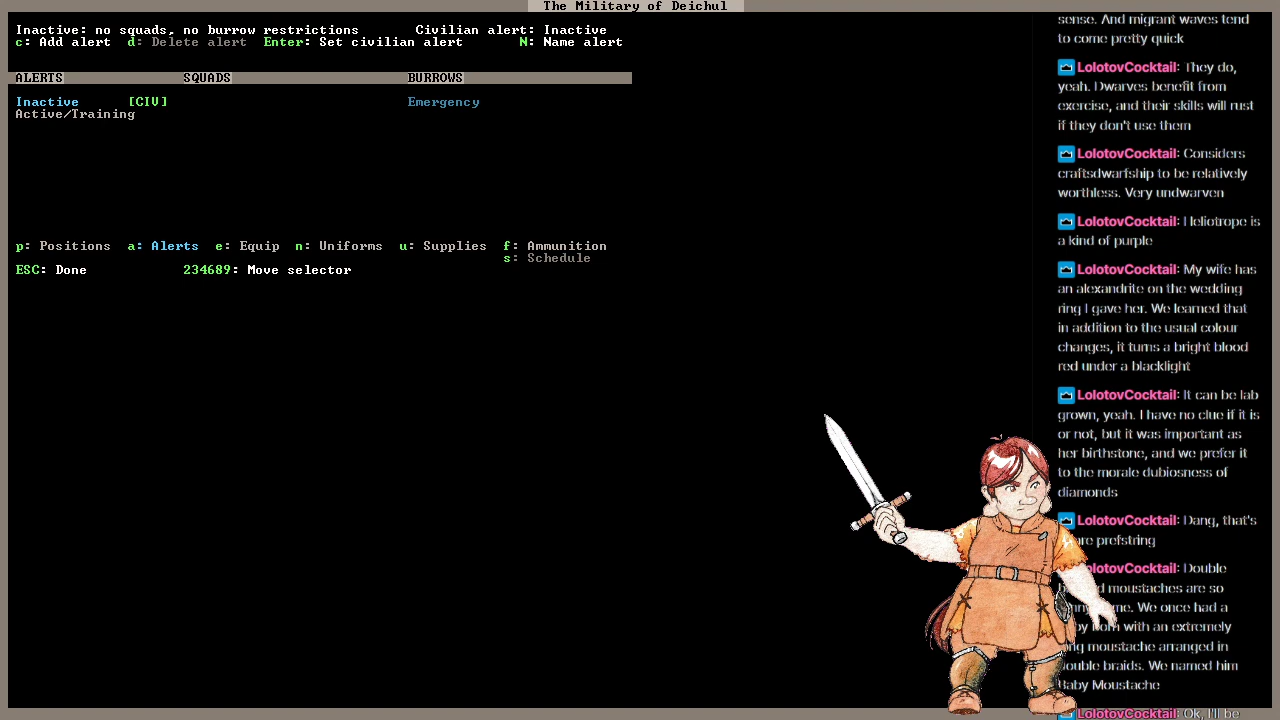 The Military of Deichul
Inactive: no squads, no burrow restrictions Civilian alert: Inactive
c: Add alert d: Delete alert Enter: Set civilian alert N: Name alert
ALERTS SQUADS BURROWS
Inactive [CIV] Emergency
Active/Training
p: Positions a: Alerts e: Equip n: Uniforms u: Supplies f: Ammunition
s: Schedule
ESC: Done 234689: Move selector
sense. And migrant waves tend
to come pretty quick
LolotovCocktail: They do,
yeah. Dwarves benefit from
exercise, and their skills will rust
if they don't use them
LolotovCocktail: Considers
craftsdwarfship to be relatively
worthless. Very undwarven
LolotovCocktail: Heliotrope is
a kind of purple
LolotovCocktail: My wife has
an alexandrite on the wedding
ring I gave her. We learned that
in addition to the usual colour
changes, it turns a bright blood
red under a blacklight
LolotovCocktail: It can be lab
grown, yeah. I have no clue if it is
or not, but it was important as
her birthstone, and we prefer it
to the morale dubiosness of
diamonds
LolotovCocktail: Dang, that's
prefstring
LolotovCocktail: Double
moustaches are so
me. We once had a
born with an extremely
moustache arranged in
double braids. We named him
Baby Moustache
LolotovCocktail: Ok, I'll be